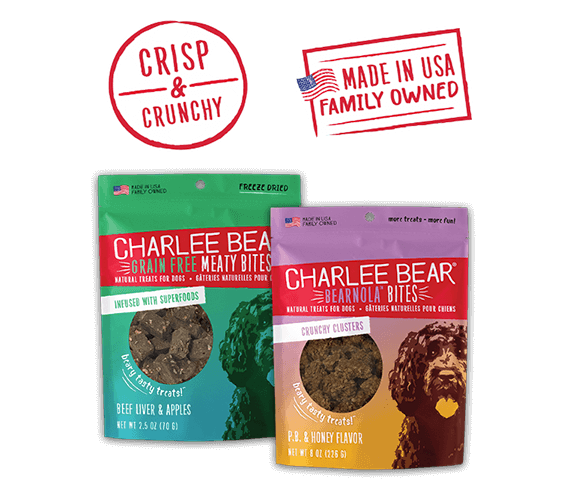 CRISP
&
CRUNCHY
MADE IN USA
FAMILY OWNED
MADE IN USA
FAMILY OWNED
FREEZE DRIED
CHARLEE BEAR
GRAIN FREE MEATY BITES
NATURAL TREATS FOR DOGS • GÂTERIES NATURELLES POUR
INFUSED WITH SUPERFOODS
beary tasty treats!™
BEEF LIVER & APPLES
NET WT 2.5 OZ (70 G)
MADE IN USA
FAMILY OWNED
more treats - more fun!
CHARLEE BEAR®
BEARNOLA® BITES
NATURAL TREATS FOR DOGS • GÂTERIES NATURELLES POUR CHIENS
CRUNCHY CLUSTERS
beary tasty treats!™
P.B. & HONEY FLAVOR
NET WT 8 OZ (226 G)